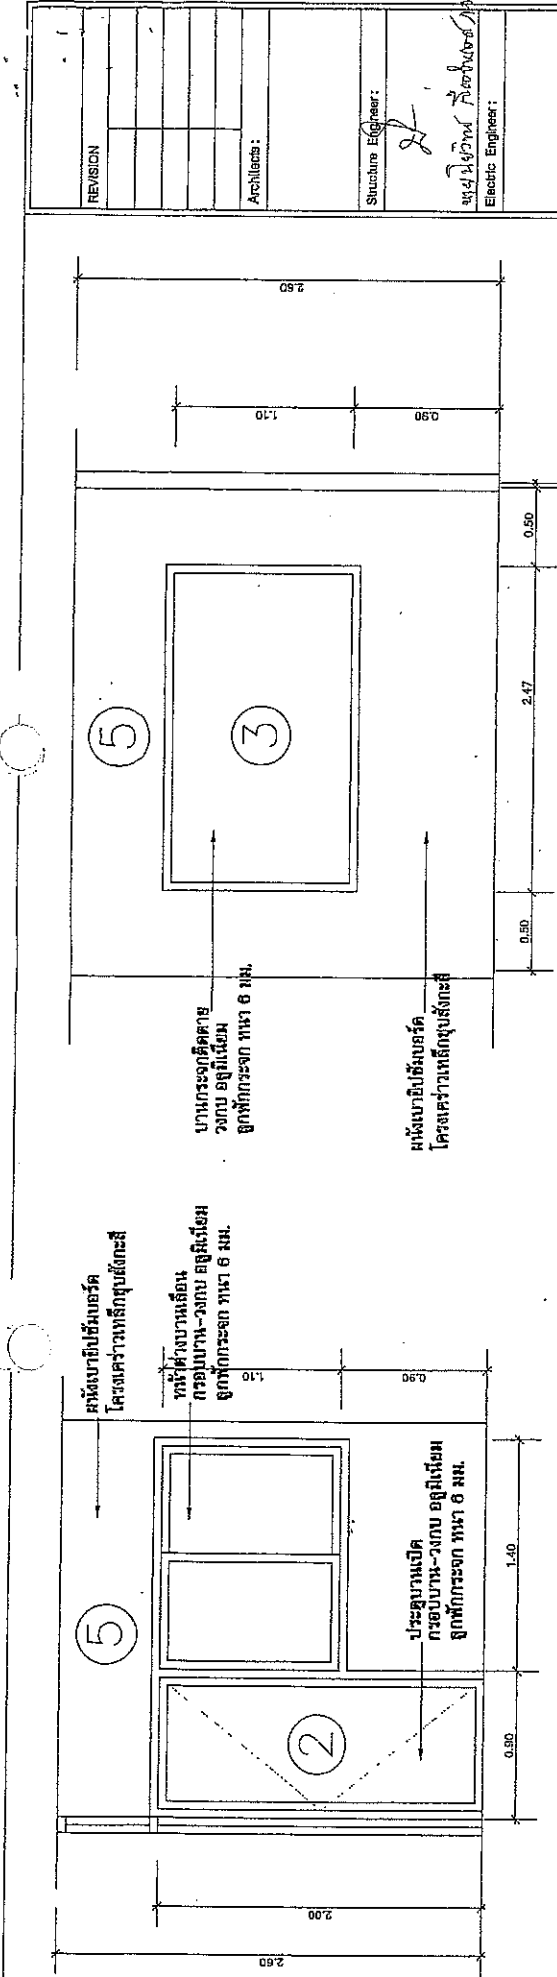 ผนังเบายิปซั่มบอร์ด
โครงคร่าวเหล็กชุบสังกะสี
หน้าต่างบานเลื่อน
กรอบบาน-วงกบ อลูมิเนียม
ลูกฟักกระจก หนา 6 มม.
ประตูบานเปิด
กรอบบาน-วงกบ อลูมิเนียม
ลูกฟักกระจก หนา 6 มม.
5
2
2.60
2.00
1.10
0.90
0.90
1.40
บานกระจกติดตาย
วงกบ อลูมิเนียม
ลูกฟักกระจก หนา 6 มม.
ผนังเบายิปซั่มบอร์ด
โครงคร่าวเหล็กชุบสังกะสี
5
3
2.60
1.10
0.90
0.50
2.47
0.50
REVISION
Architects :
Structure Engineer :
Electric Engineer :